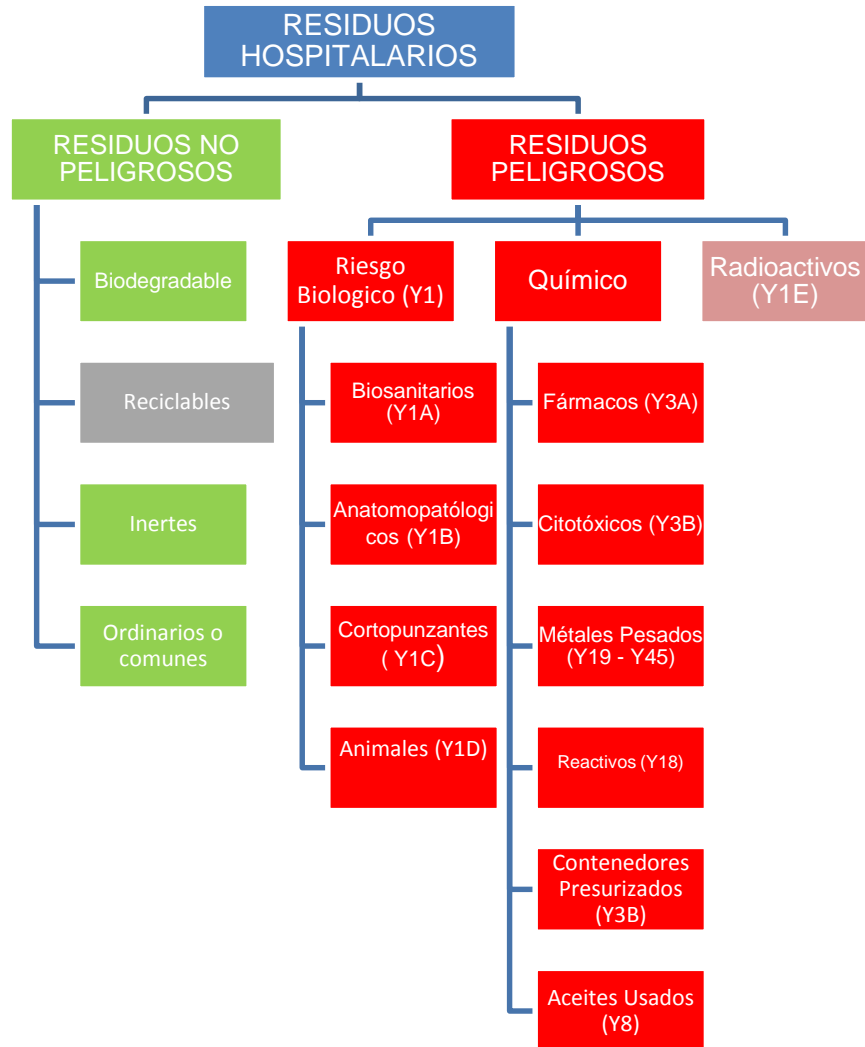 RESIDUOS
HOSPITALARIOS
RESIDUOS NO
PELIGROSOS
Biodegradable
Reciclables
Inertes
Ordinarios o
comunes
RESIDUOS
PELIGROSOS
Riesgo
Biologico (Y1)
Biosanitarios
(Y1A)
Anatomopatólogi
cos (Y1B)
Cortopunzantes
( Y1C)
Animales (Y1D)
Químico
Fármacos (Y3A)
Citotóxicos (Y3B)
Métales Pesados
(Y19 - Y45)
Reactivos (Y18)
Contenedores
Presurizados
(Y3B)
Aceites Usados
(Y8)
Radioactivos
(Y1E)